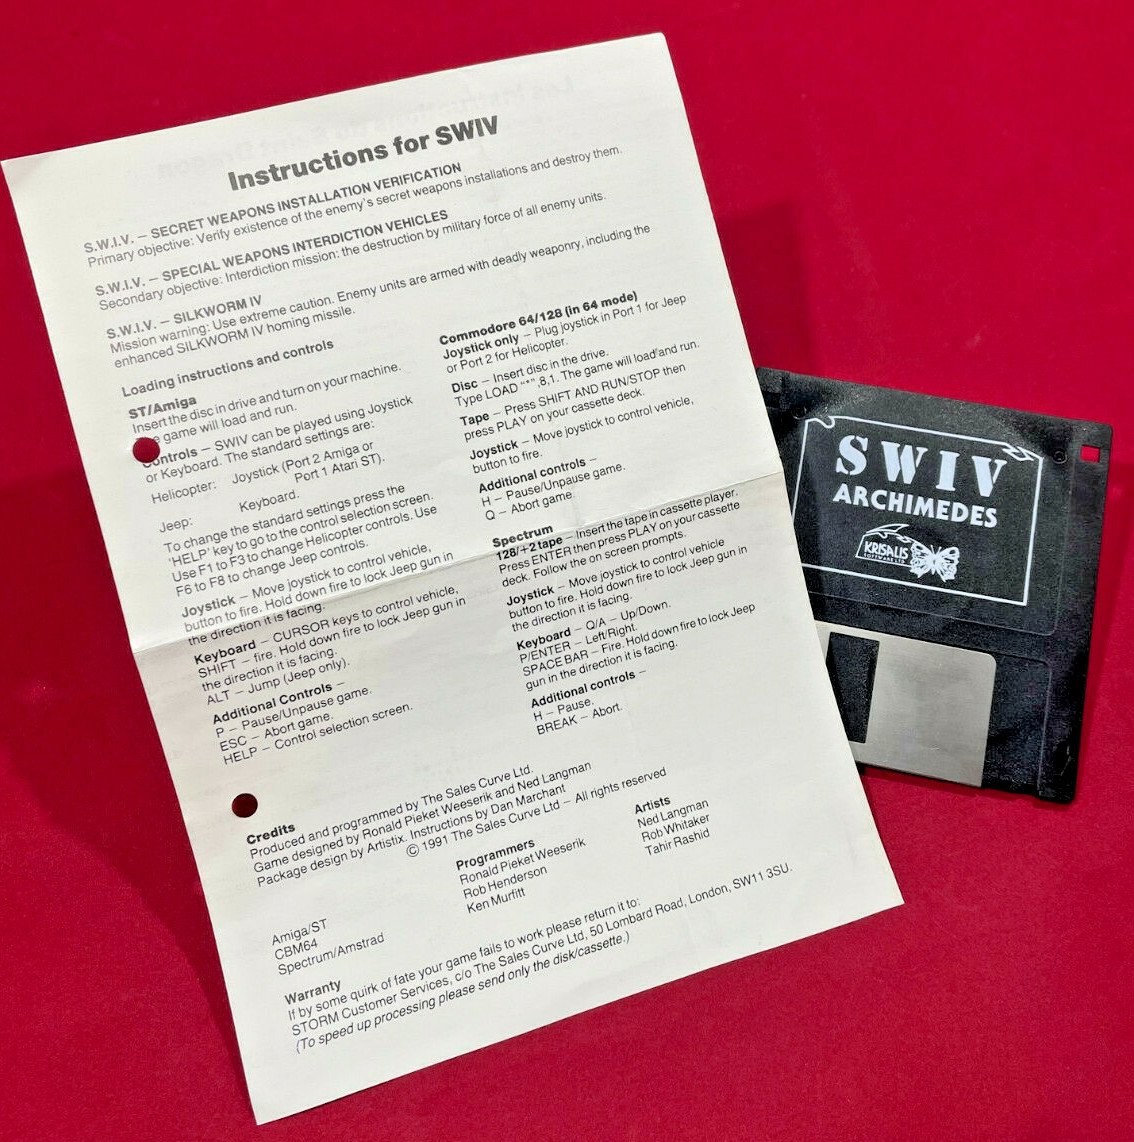 Instructions for SWIV
S.W.I.V. – SECRET WEAPONS INSTALLATION VERIFICATION
Primary objective: Verify existence of the enemy's secret weapons installations and destroy them.
S.W.I.V. – SPECIAL WEAPONS INTERDICTION VEHICLES
Secondary objective: Interdiction mission: the destruction by military force of all enemy units.
S.W.I.V. – SILKWORM IV
Mission warning: Use extreme caution. Enemy units are armed with deadly weaponry, including the
enhanced SILKWORM IV homing missile.
Loading instructions and controls
ST/Amiga
Insert the disc in drive and turn on your machine.
game will load and run.
Controls – SWIV can be played using Joystick
or Keyboard. The standard settings are:
Helicopter: Joystick (Port 2 Amiga or
Port 1 Atari ST).
Jeep: Keyboard.
To change the standard settings press the
'HELP' key to go to the control selection screen.
Use F1 to F3 to change Helicopter controls. Use
F6 to F8 to change Jeep controls.
Joystick – Move joystick to control vehicle,
button to fire. Hold down fire to lock Jeep gun in
the direction it is facing.
Keyboard – CURSOR keys to control vehicle,
SHIFT – fire. Hold down fire to lock Jeep gun in
the direction it is facing.
ALT – Jump (Jeep only).
Additional Controls –
P – Pause/Unpause game.
ESC – Abort game.
HELP – Control selection screen.
Commodore 64/128 (in 64 mode)
Joystick only – Plug joystick in Port 1 for Jeep
or Port 2 for Helicopter.
Disc – Insert disc in the drive.
Type LOAD "*",8,1. The game will load and run.
Tape – Press SHIFT AND RUN/STOP then
press PLAY on your cassette deck.
Joystick – Move joystick to control vehicle,
button to fire.
Additional controls –
H – Pause/Unpause game.
Q – Abort game.
Spectrum
128/+2 tape – Insert the tape in cassette player.
Press ENTER then press PLAY on your cassette
deck. Follow the on screen prompts.
Joystick – Move joystick to control vehicle
button to fire. Hold down fire to lock Jeep gun in
the direction it is facing.
Keyboard – Q/A – Up/Down.
P/ENTER – Left/Right.
SPACE BAR – Fire. Hold down fire to lock Jeep
gun in the direction it is facing.
Additional controls –
H – Pause.
BREAK – Abort.
Credits
Produced and programmed by The Sales Curve Ltd.
Game designed by Ronald Pieket Weeserik and Ned Langman
Package design by Artistix. Instructions by Dan Marchant
© 1991 The Sales Curve Ltd – All rights reserved
Programmers Artists
Amiga/ST Ronald Pieket Weeserik Ned Langman
CBM64 Rob Henderson Rob Whitaker
Spectrum/Amstrad Ken Murfitt Tahir Rashid
Warranty
If by some quirk of fate your game fails to work please return it to:
STORM Customer Services, c/o The Sales Curve Ltd, 50 Lombard Road, London, SW11 3SU.
(To speed up processing please send only the disk/cassette.)
SWIV
ARCHIMEDES
KRISALIS
SOFTWARE LTD